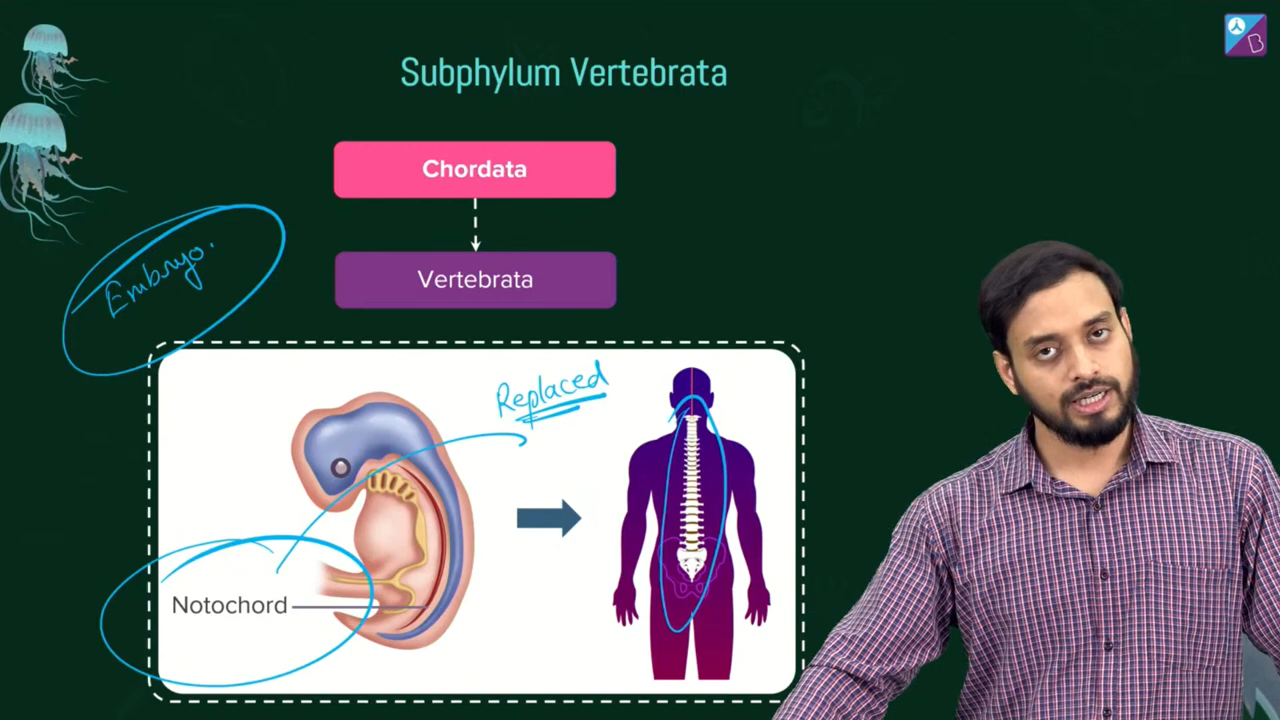 Subphylum Vertebrata
Chordata
Embryo.
Vertebrata
Replaced
Notochord
B